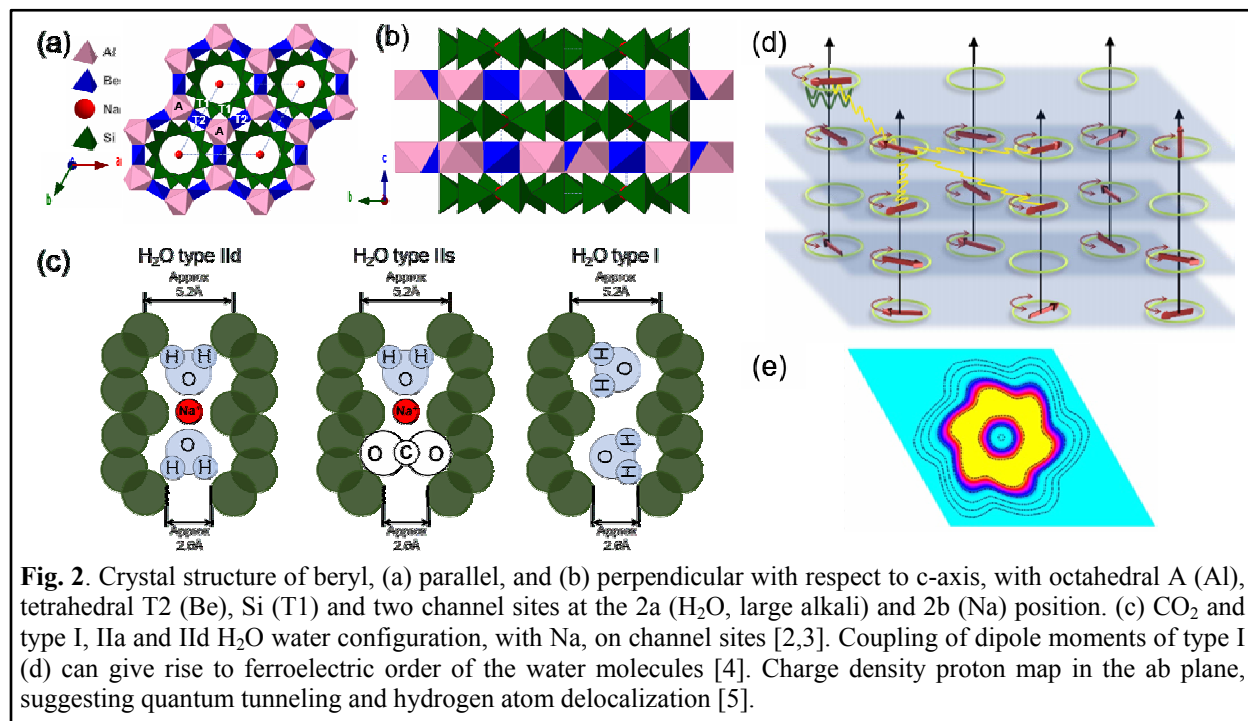 (a)
Al
Be
Na
Si
A
T1
T1
T2
T2
A
a
b
(b)
c
b
(c)
H₂O type IId
Approx
5.2Å
H H
O
Na⁺
O
H H
Approx
2.6Å
H₂O type IIs
Approx
5.2Å
H H
O
Na⁺
O C O
Approx
2.6Å
H₂O type I
Approx
5.2Å
H
O
H
H
O
H
Approx
2.6Å
(d)
(e)
Fig. 2. Crystal structure of beryl, (a) parallel, and (b) perpendicular with respect to c-axis, with octahedral A (Al),
tetrahedral T2 (Be), Si (T1) and two channel sites at the 2a (H₂O, large alkali) and 2b (Na) position. (c) CO₂ and
type I, IIa and IId H₂O water configuration, with Na, on channel sites [2,3]. Coupling of dipole moments of type I
(d) can give rise to ferroelectric order of the water molecules [4]. Charge density proton map in the ab plane,
suggesting quantum tunneling and hydrogen atom delocalization [5].